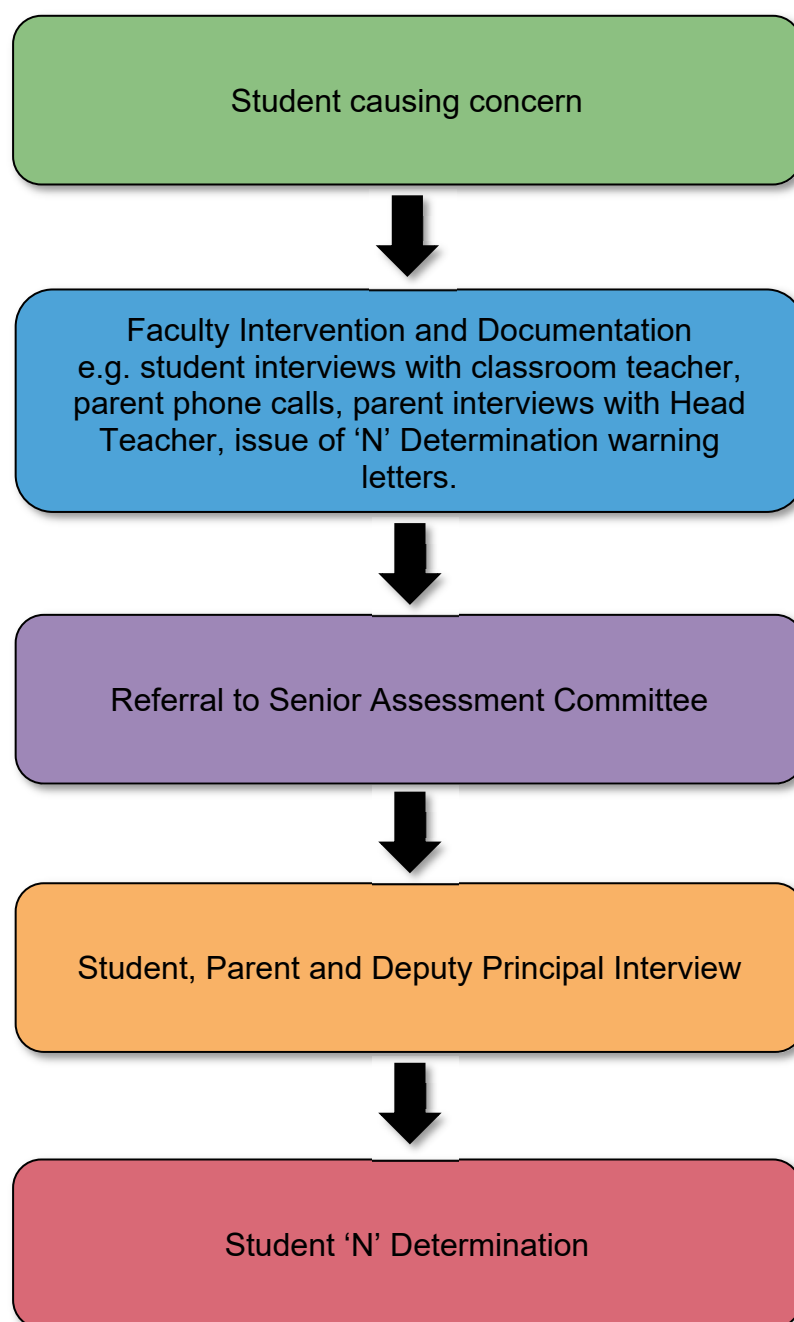 Student causing concern
Faculty Intervention and Documentation
e.g. student interviews with classroom teacher,
parent phone calls, parent interviews with Head
Teacher, issue of ‘N’ Determination warning
letters.
Referral to Senior Assessment Committee
Student, Parent and Deputy Principal Interview
Student ‘N’ Determination